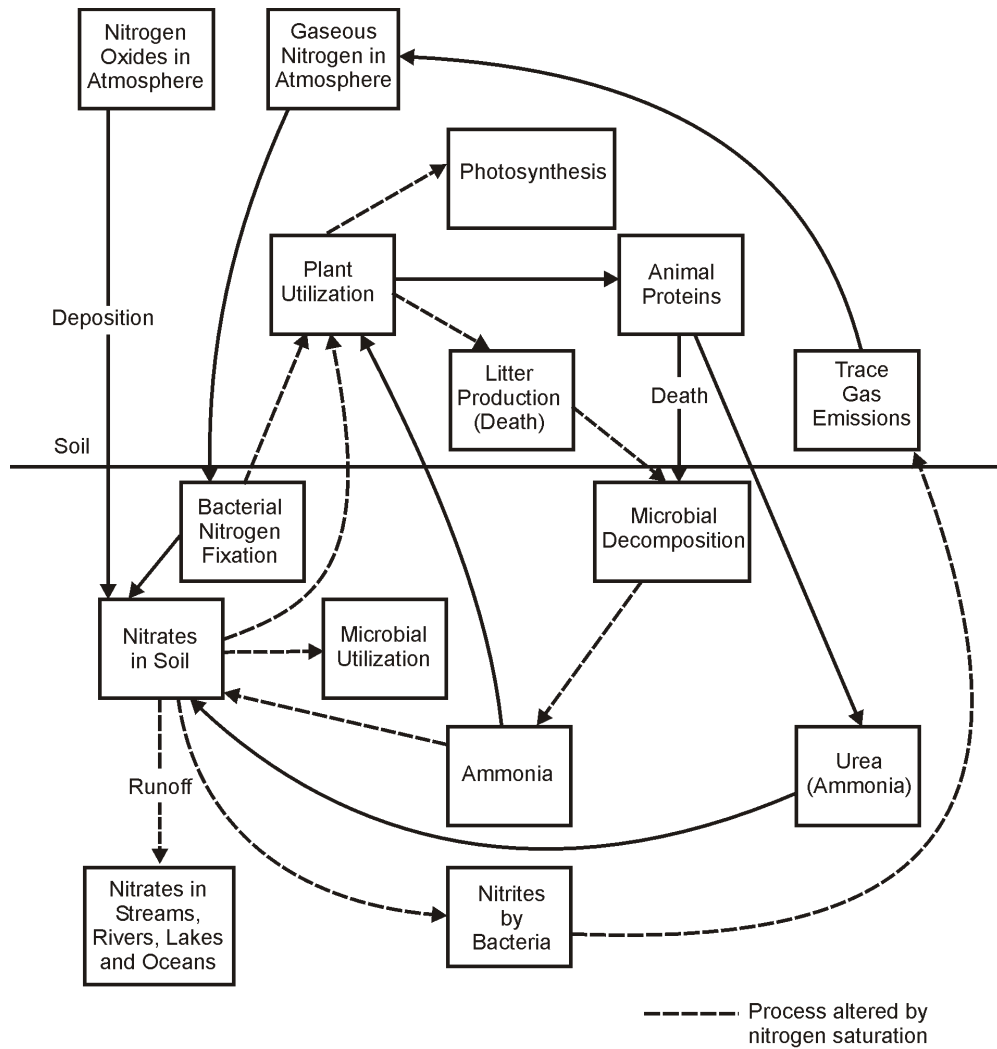 Nitrogen
Oxides in
Atmosphere
Gaseous
Nitrogen in
Atmosphere
Photosynthesis
Plant
Utilization
Animal
Proteins
Deposition
Litter
Production
(Death)
Death
Trace
Gas
Emissions
Soil
Bacterial
Nitrogen
Fixation
Microbial
Decomposition
Nitrates
in Soil
Microbial
Utilization
Runoff
Ammonia
Urea
(Ammonia)
Nitrates in
Streams,
Rivers, Lakes
and Oceans
Nitrites
by
Bacteria
Process altered by
nitrogen saturation